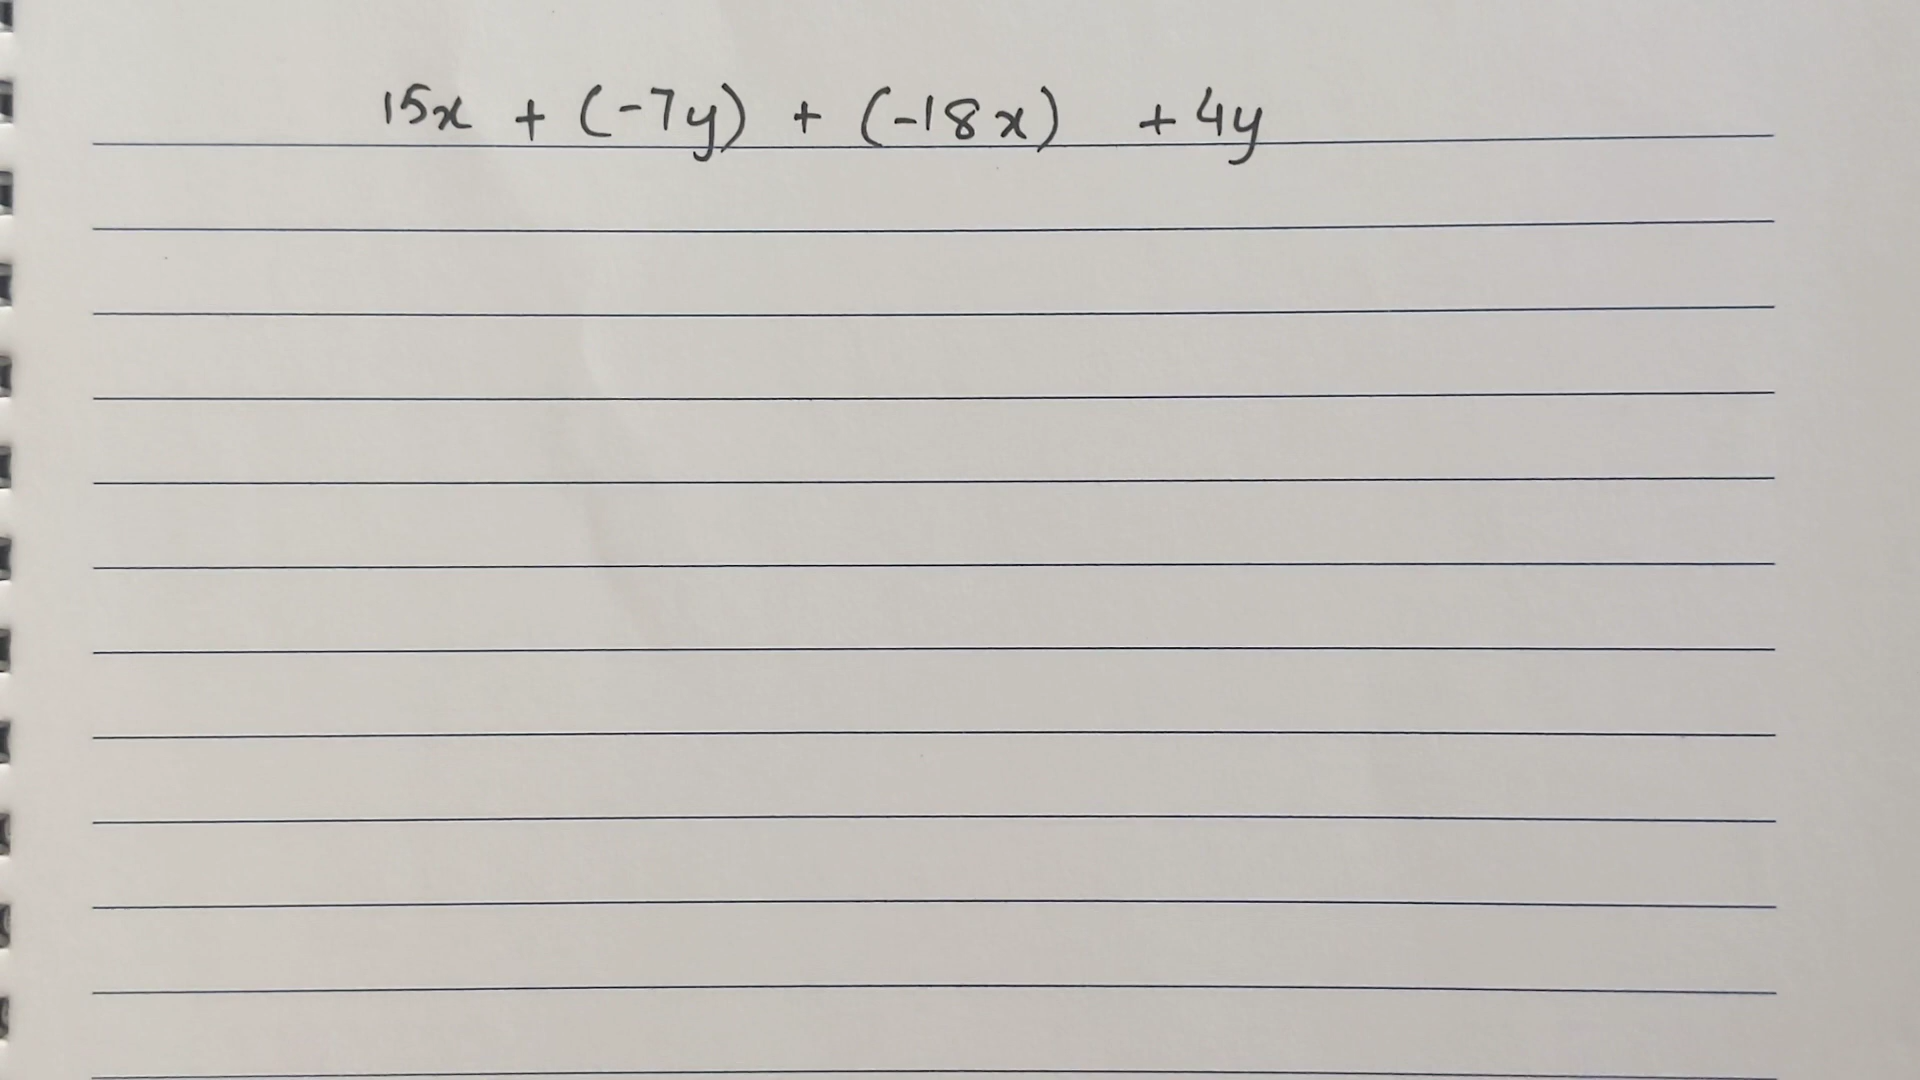 15x + (-7y) + (-18x) + 4y